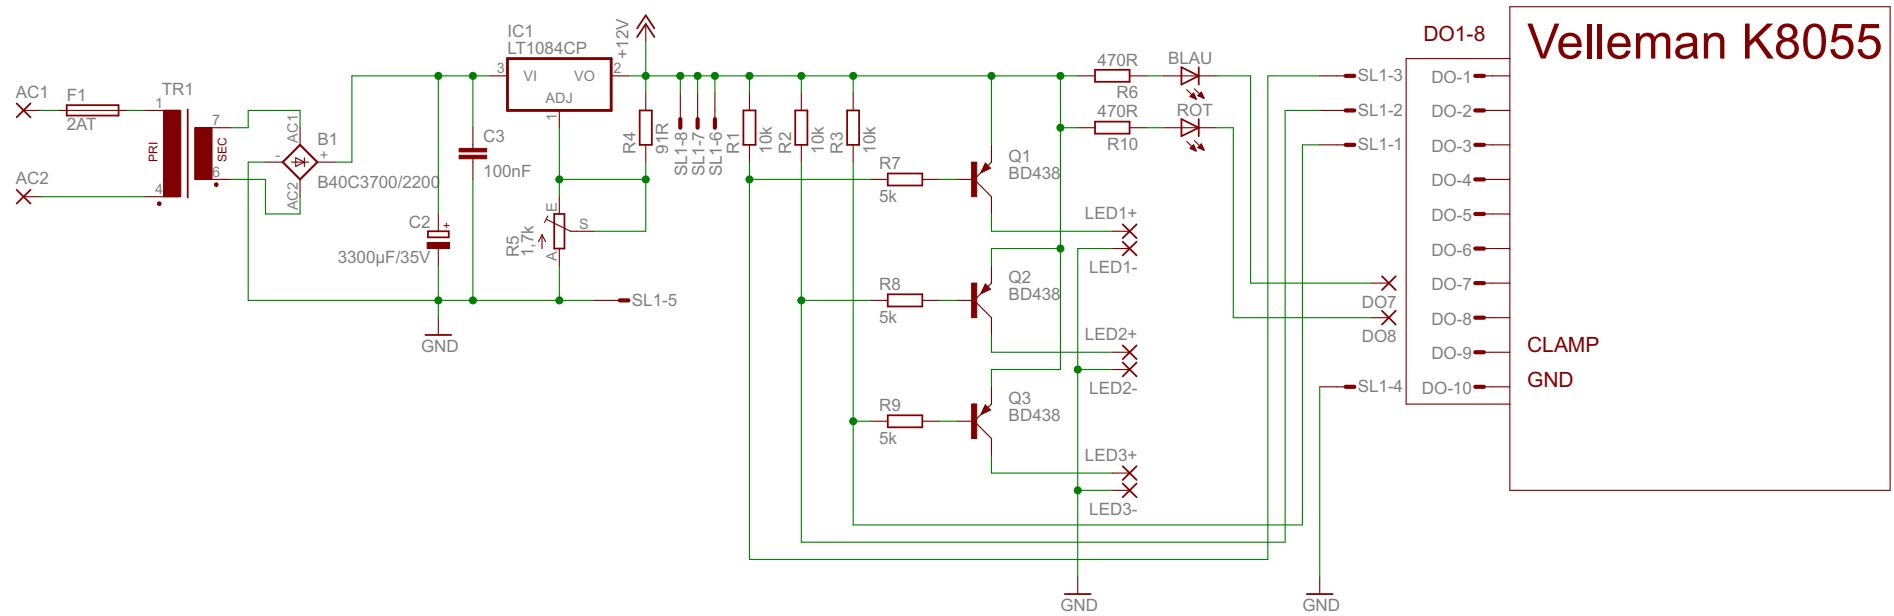 AC1
F1
2AT
AC2
TR1
1
4
PRI
SEC
7
6
AC1
AC2
-
+
B1
B40C3700/2200
C2
+
3300µF/35V
C3
100nF
GND
IC1
LT1084CP
3
VI
VO
2
ADJ
1
+12V
R4
91R
R5
1,7k
E
S
A
SL1-5
SL1-8
SL1-7
SL1-6
R1
10k
R2
10k
R3
10k
R7
5k
R8
5k
R9
5k
Q1
BD438
Q2
BD438
Q3
BD438
LED1+
LED1-
LED2+
LED2-
LED3+
LED3-
GND
470R
R6
BLAU
470R
R10
ROT
SL1-3
SL1-2
SL1-1
DO7
DO8
SL1-4
GND
DO1-8
DO-1
DO-2
DO-3
DO-4
DO-5
DO-6
DO-7
DO-8
DO-9
DO-10
Velleman K8055
CLAMP
GND